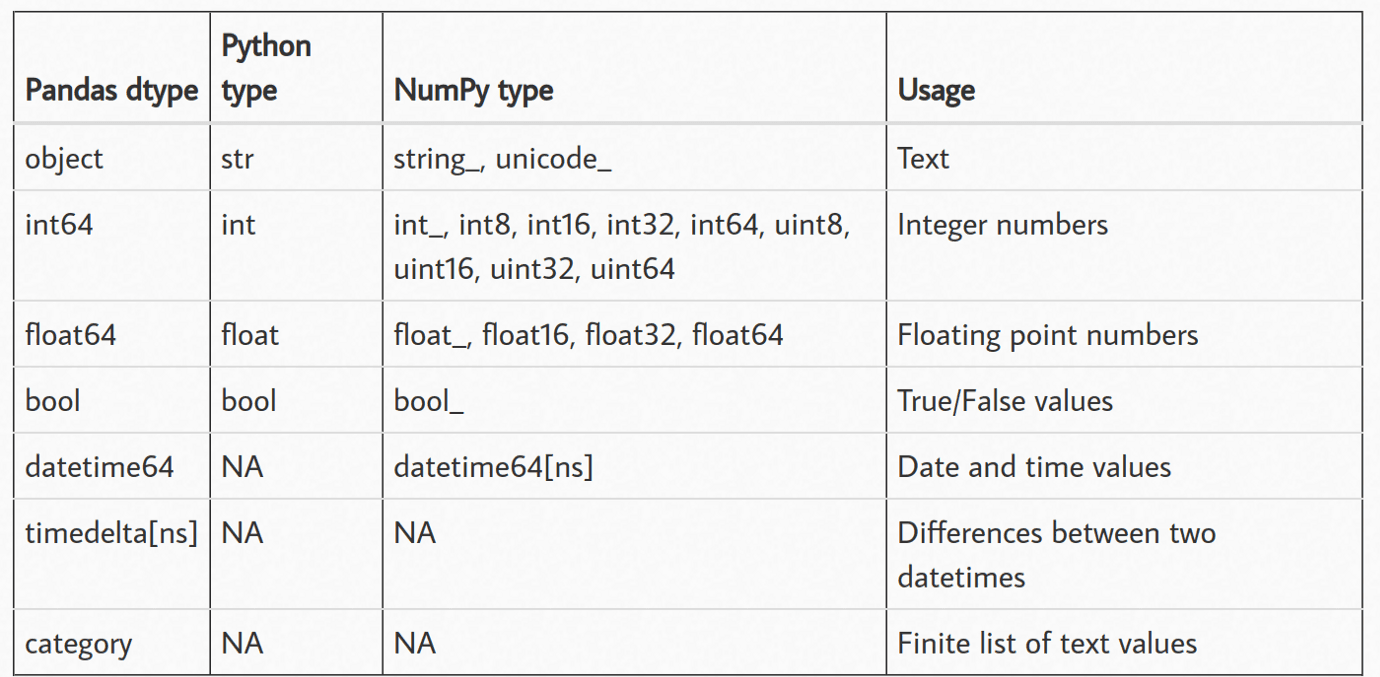 Pandas dtype Python type NumPy type Usage
object str string_, unicode_ Text
int64 int int_, int8, int16, int32, int64, uint8, Integer numbers
uint16, uint32, uint64
float64 float float_, float16, float32, float64 Floating point numbers
bool bool bool_ True/False values
datetime64 NA datetime64[ns] Date and time values
timedelta[ns] NA NA Differences between two
datetimes
category NA NA Finite list of text values